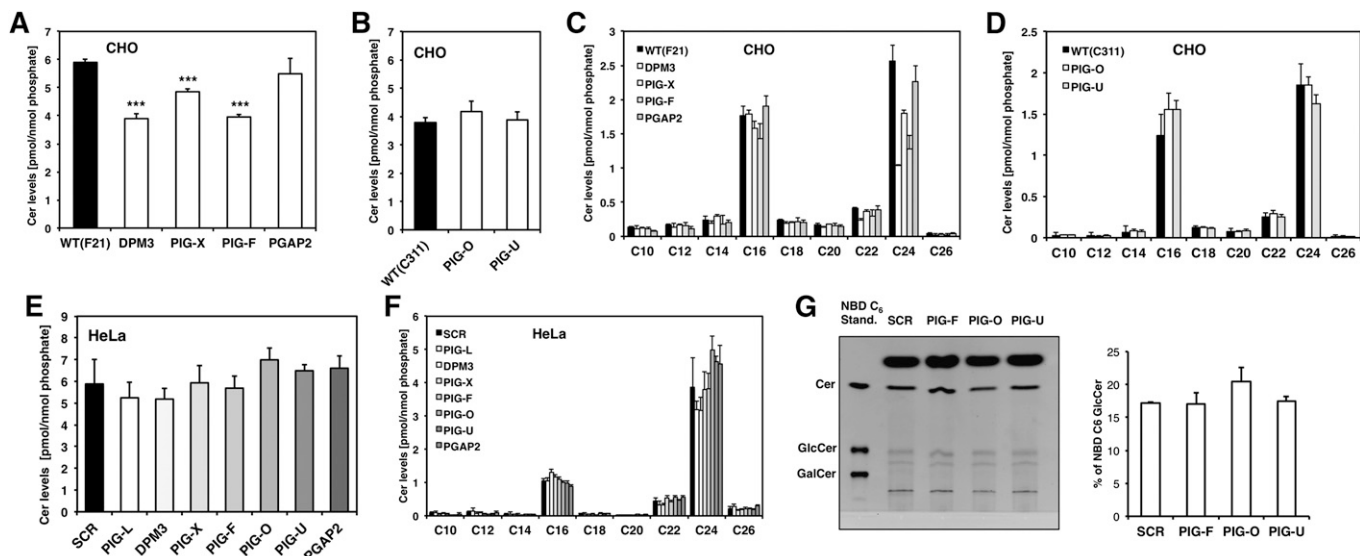 A
CHO
Cer levels [pmol/nmol phosphate]
7
6
5
4
3
2
1
0
***
***
***
WT(F21) DPM3 PIG-X PIG-F PGAP2
B
CHO
Cer levels [pmol/nmol phosphate]
7
6
5
4
3
2
1
0
WT(C311)
PIG-O
PIG-U
C
CHO
Cer levels [pmol/nmol phosphate]
3
2.5
2
1.5
1
0.5
0
WT(F21)
DPM3
PIG-X
PIG-F
PGAP2
C10 C12 C14 C16 C18 C20 C22 C24 C26
D
CHO
Cer levels [pmol/nmol phosphate]
2.5
2
1.5
1
0.5
0
WT(C311)
PIG-O
PIG-U
C10 C12 C14 C16 C18 C20 C22 C24 C26
E
HeLa
Cer levels [pmol/nmol phosphate]
9
8
7
6
5
4
3
2
1
0
SCR
PIG-L
DPM3
PIG-X
PIG-F
PIG-O
PIG-U
PGAP2
F
HeLa
Cer levels [pmol/nmol phosphate]
6
5
4
3
2
1
0
SCR
PIG-L
DPM3
PIG-X
PIG-F
PIG-O
PIG-U
PGAP2
C10 C12 C14 C16 C18 C20 C22 C24 C26
G
NBD C6
Stand.
SCR PIG-F PIG-O PIG-U
Cer
GlcCer
GalCer
% of NBD C6 GlcCer
25
20
15
10
5
0
SCR PIG-F PIG-O PIG-U